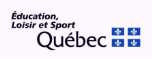 Éducation,
Loisir et Sport
Québec